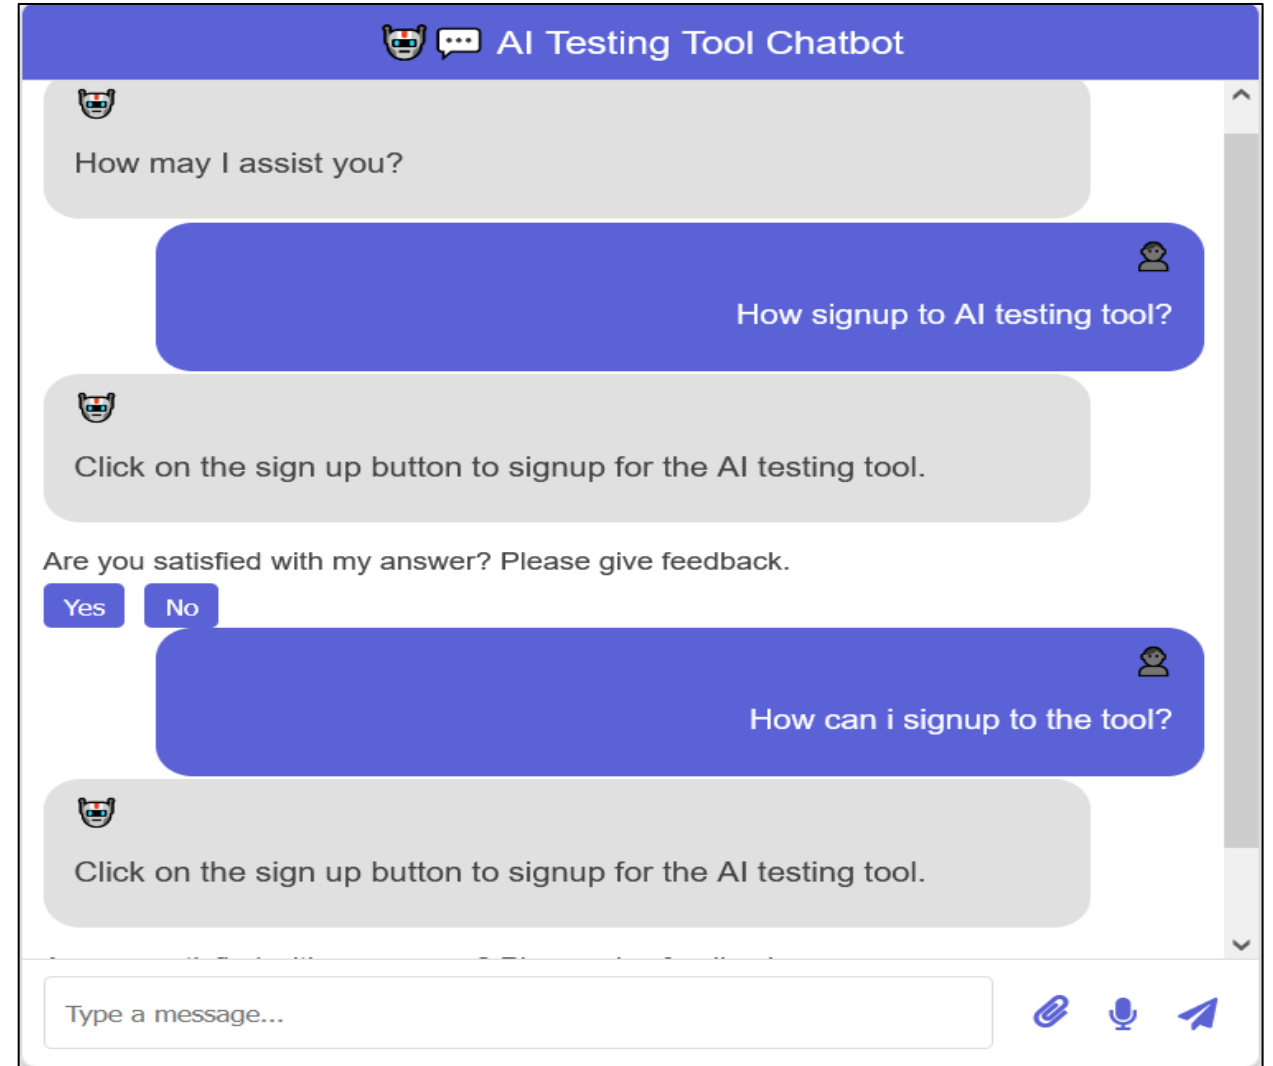 AI Testing Tool Chatbot
How may I assist you?
How signup to AI testing tool?
Click on the sign up button to signup for the AI testing tool.
Are you satisfied with my answer? Please give feedback.
Yes No
How can i signup to the tool?
Click on the sign up button to signup for the AI testing tool.
Type a message...